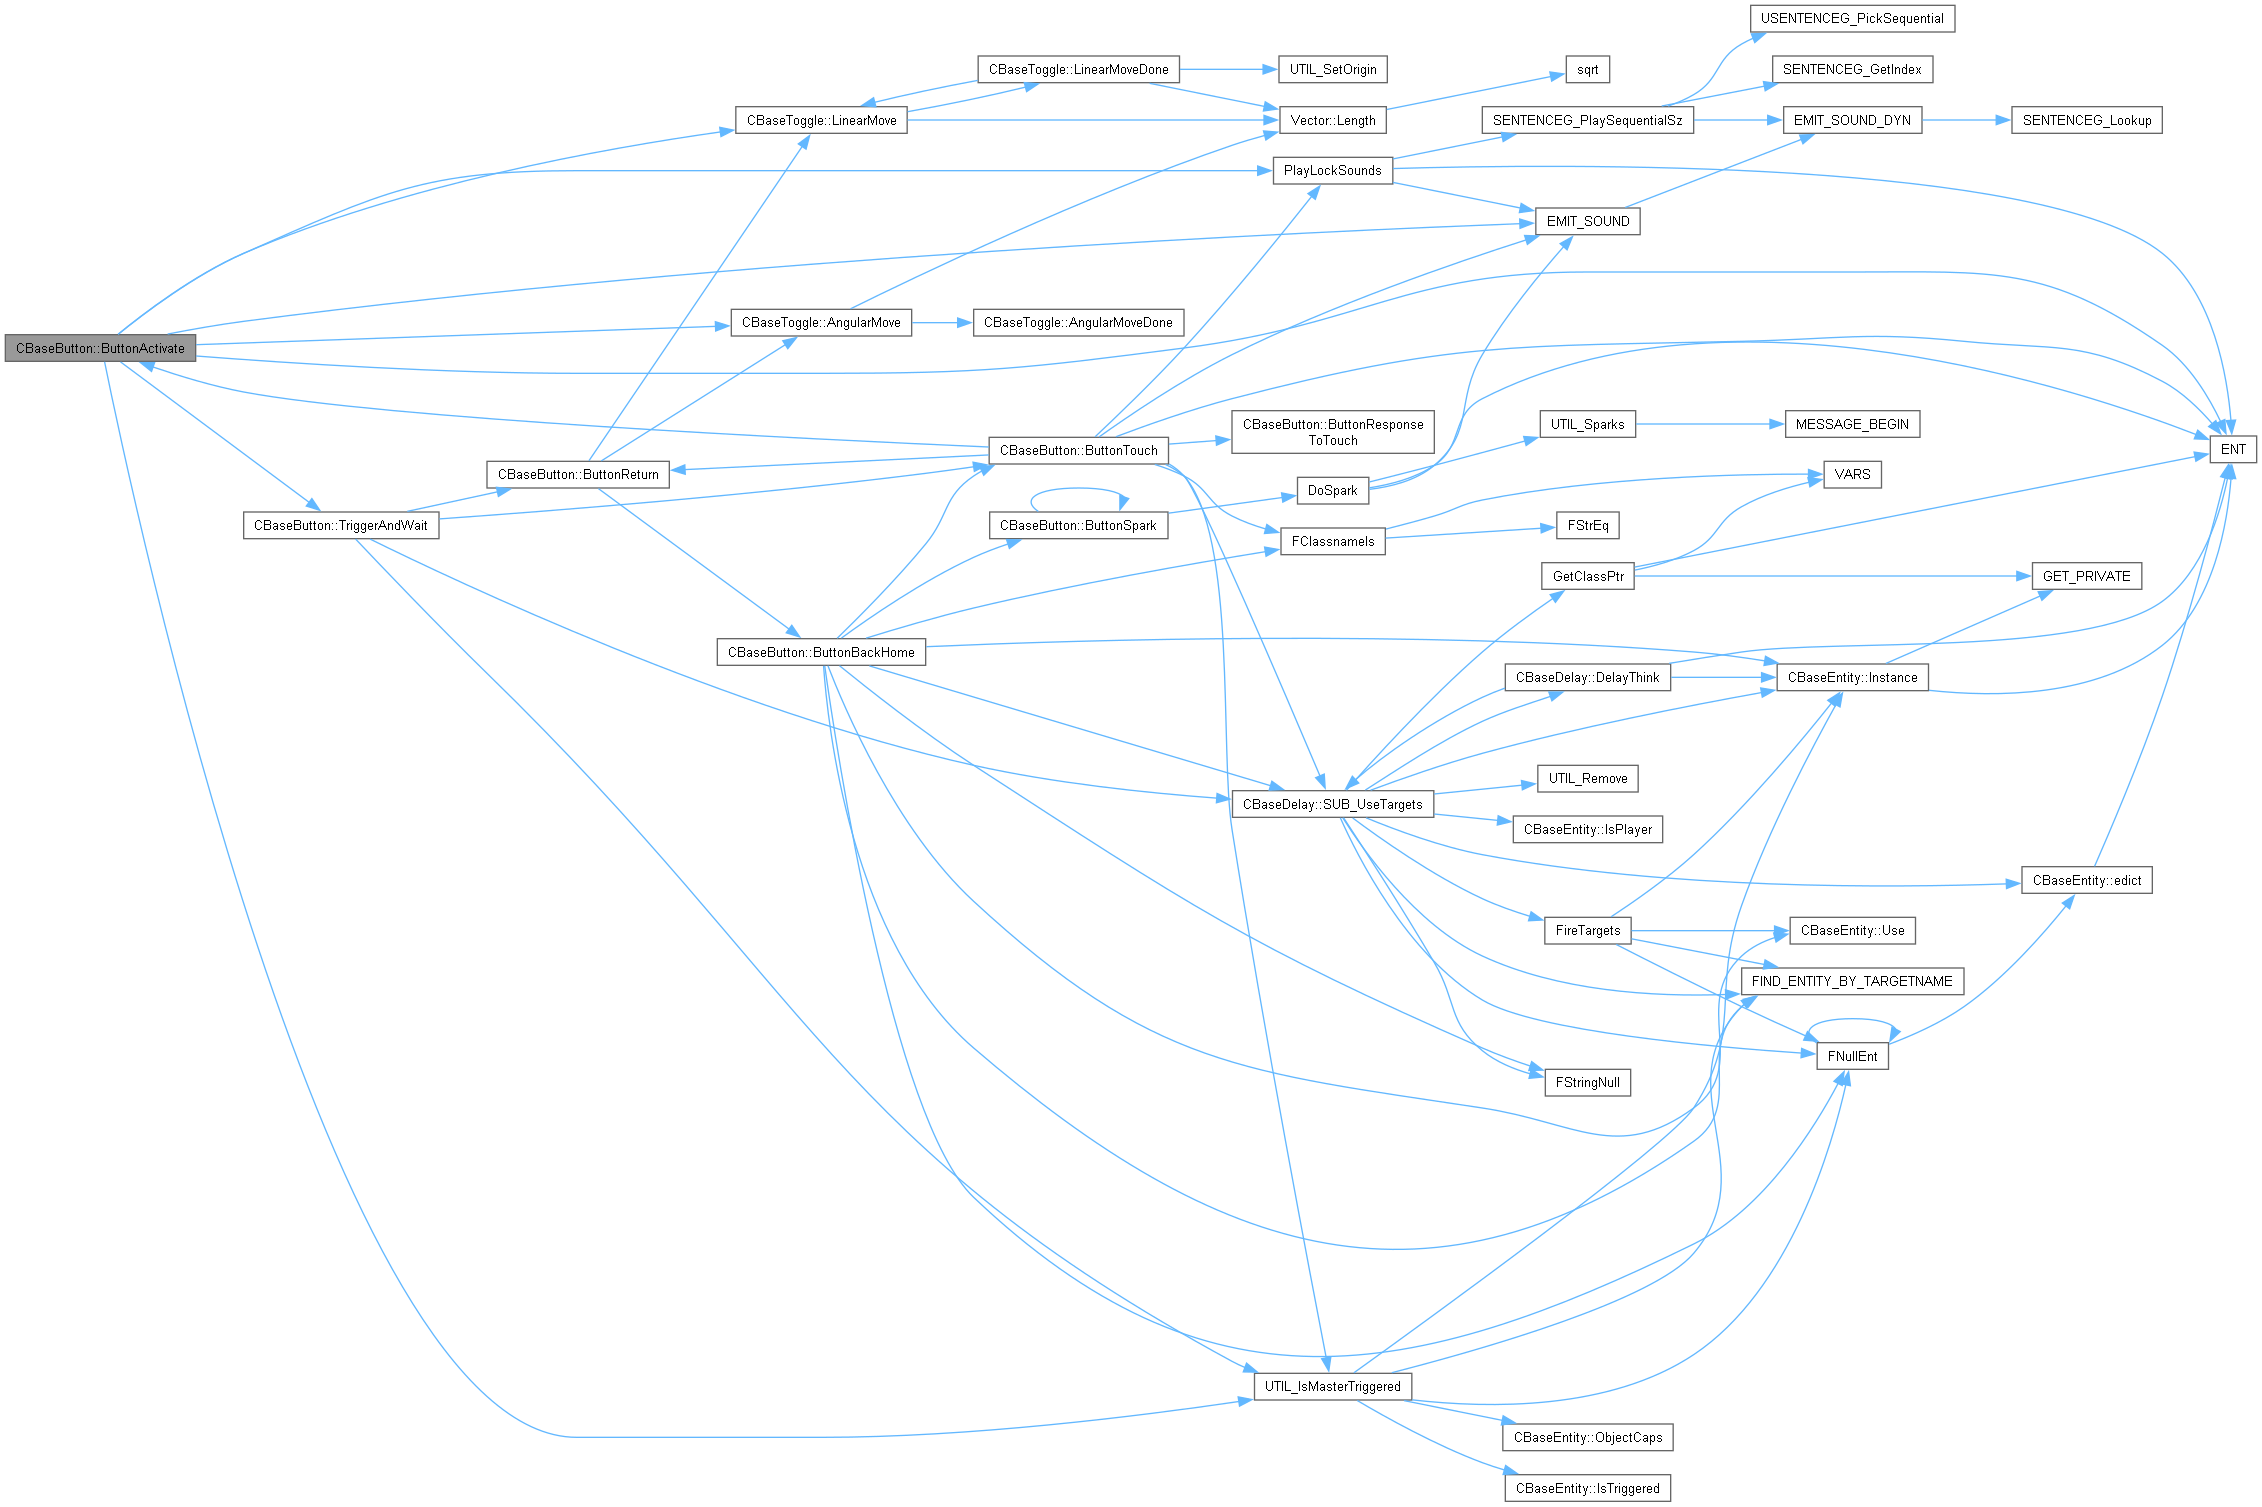 USENTENCEG_PickSequential
CBaseToggle::LinearMoveDone
UTIL_SetOrigin
sqrt
SENTENCEG_GetIndex
CBaseToggle::LinearMove
Vector::Length
SENTENCEG_PlaySequentialSz
EMIT_SOUND_DYN
SENTENCEG_Lookup
PlayLockSounds
EMIT_SOUND
CBaseToggle::AngularMove
CBaseToggle::AngularMoveDone
CBaseButton::ButtonActivate
CBaseButton::ButtonResponse
ToTouch
UTIL_Sparks
MESSAGE_BEGIN
CBaseButton::ButtonTouch
ENT
CBaseButton::ButtonReturn
DoSpark
VARS
CBaseButton::TriggerAndWait
CBaseButton::ButtonSpark
FClassnameIs
FStrEq
GetClassPtr
GET_PRIVATE
CBaseButton::ButtonBackHome
CBaseDelay::DelayThink
CBaseEntity::Instance
UTIL_Remove
CBaseDelay::SUB_UseTargets
CBaseEntity::IsPlayer
CBaseEntity::edict
FireTargets
CBaseEntity::Use
FIND_ENTITY_BY_TARGETNAME
FNullEnt
FStringNull
UTIL_IsMasterTriggered
CBaseEntity::ObjectCaps
CBaseEntity::IsTriggered